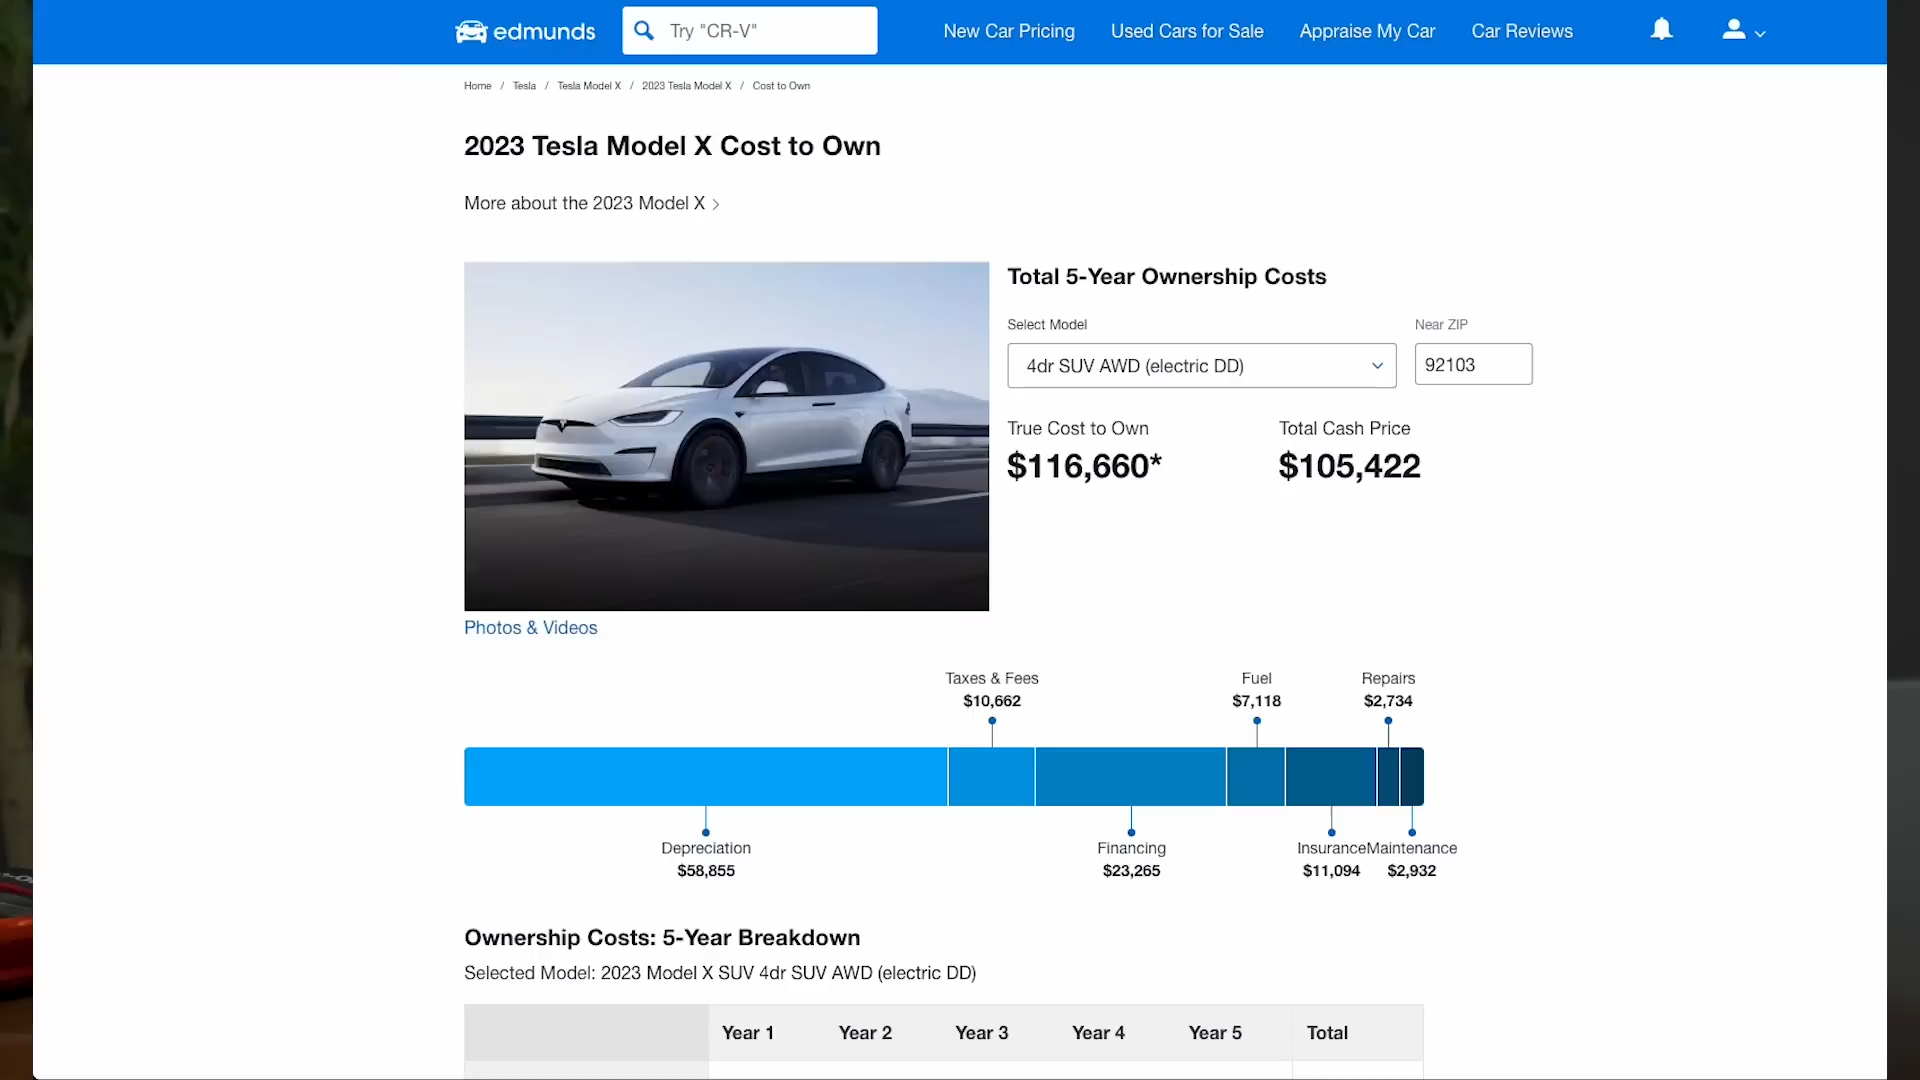 edmunds
Try "CR-V"
New Car Pricing
Used Cars for Sale
Appraise My Car
Car Reviews
Home / Tesla / Tesla Model X / 2023 Tesla Model X / Cost to Own
2023 Tesla Model X Cost to Own
More about the 2023 Model X >
Total 5-Year Ownership Costs
Select Model
Near ZIP
4dr SUV AWD (electric DD)
92103
True Cost to Own
Total Cash Price
$116,660*
$105,422
Photos & Videos
Taxes & Fees
$10,662
Fuel
$7,118
Repairs
$2,734
Depreciation
$58,855
Financing
$23,265
Insurance
$11,094
Maintenance
$2,932
Ownership Costs: 5-Year Breakdown
Selected Model: 2023 Model X SUV 4dr SUV AWD (electric DD)
Year 1 Year 2 Year 3 Year 4 Year 5 Total